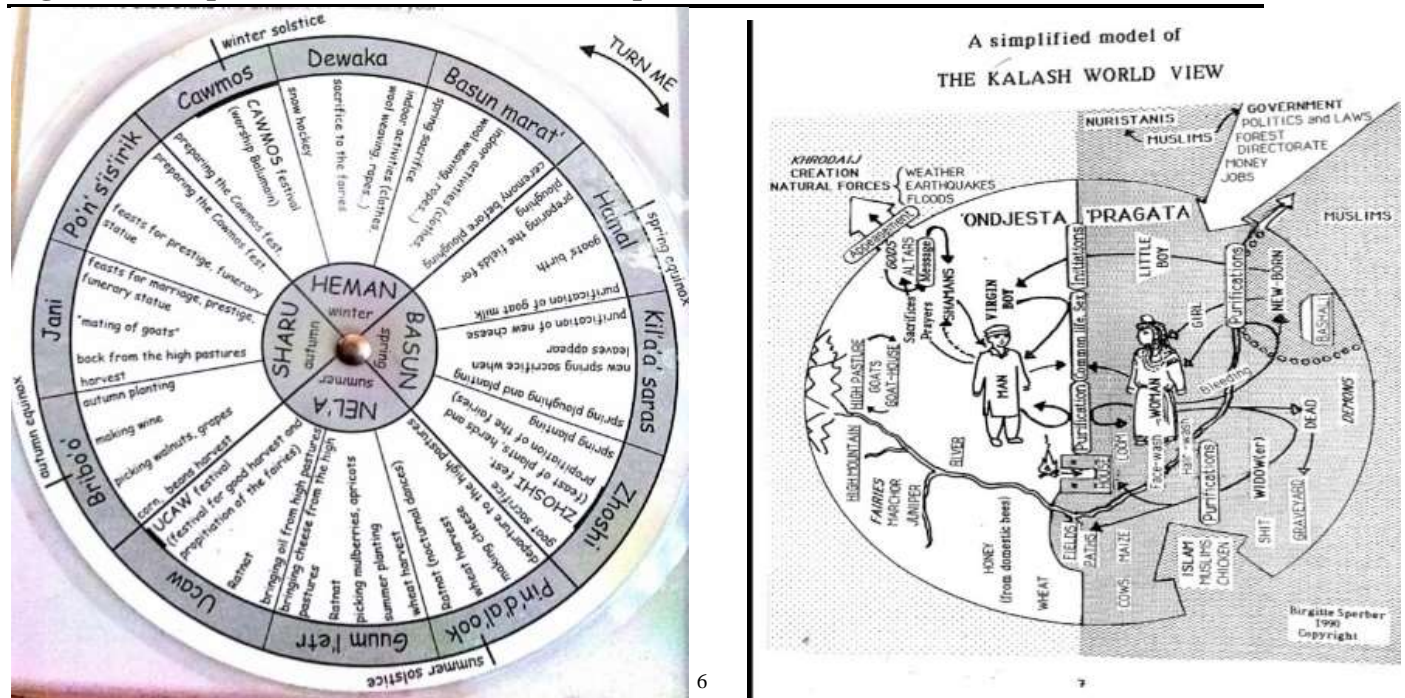 winter solstice
TURN ME
Cawmos
Dewaka
Basun marat'
Hainal
spring equinox
Kil'a'a' saras
Zhoshi
Pin'd'al'ook
summer solstice
Guum l'etr
Ucaw
Bribo'o'
autumn equinox
Jani
Po'n' s'is'irik
HEMAN
winter
BASUN
spring
NEL'A
summer
SHARU
autumn
preparing the Cawmos fest.
CAWMOS festival
(worship Balumain)
snow hockey
sacrifice to the fairies
indoor activities (clothes,
wool weaving, ropes...)
spring sacrifice
indoor activities (clothes,
wool weaving, ropes...)
ceremony before ploughing
preparing the fields for
ploughing
goats birth
purification of goat milk
purification of new cheese
leaves appear
new spring sacrifice when
spring ploughing and planting
spring planting
ZHOSHI fest.
(feast of plants, herds and
propitiation of the fairies)
goat sacrifice
departure to the high pastures
making cheese
wheat harvest
Ratnat (nocturnal dances)
wheat harvest
summer planting
picking mulberries, apricots
Ratnat
bringing cheese from the high
pastures
bringing oil from high pastures
Ratnat
UCAW festival
(festival for good harvest and
propitiation of the fairies)
corn, beans harvest
picking walnuts, grapes
making wine
autumn planting
harvest
back from the high pastures
"mating of goats"
feasts for marriage, prestige,
funerary statue
feasts for prestige, funerary
statue
preparing the Cawmos fest.
6
A simplified model of
THE KALASH WORLD VIEW
NURISTANIS
MUSLIMS
GOVERNMENT
POLITICS and LAWS
FOREST
DIRECTORATE
MONEY
JOBS
KHRODAIJ
CREATION
NATURAL FORCES
WEATHER
EARTHQUAKES
FLOODS
Appeasement
'ONDJESTA
'PRAGATA
MUSLIMS
GODS
ALTARS
Message
Sacrifices
Prayers
SHAMANS
VIRGIN
BOY
Initiations
LITTLE
BOY
Purifications
NEW-BORN
GIRL
BASHALI
MAN
Common life, Sex
WOMAN
Bleeding
HIGH PASTURE
GOATS
GOAT-HOUSE
Purification
DEAD
DEMONS
HIGH MOUNTAIN
RIVER
HOUSE
LOOM
Face-wash
Hair-wash
Purifications
WIDOW(er)
FAIRIES
MARCHOR
JUNIPER
GRAVEYARD
SHIT
HONEY
(from domestic bees)
WHEAT
FIELDS
PATHS
MAIZE
COWS
ISLAM
MUSLIMS
CHICKEN
Birgitte Sperber
1990
Copyright
7